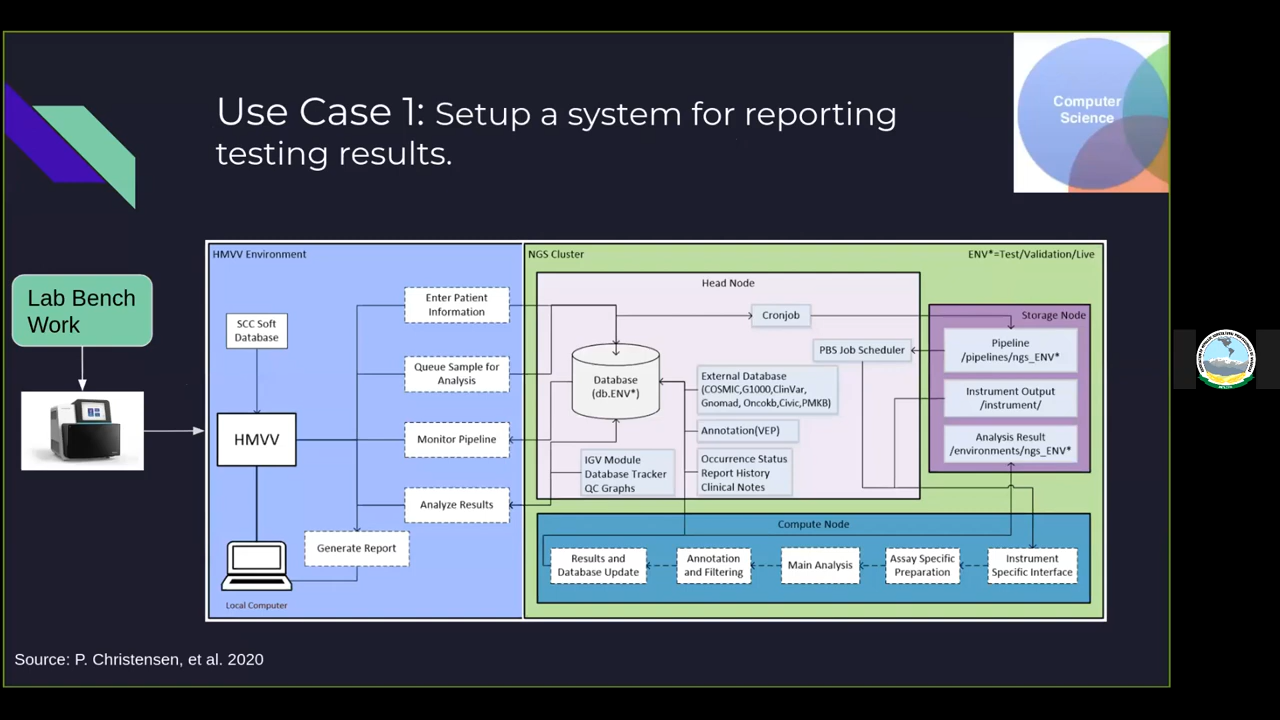 Use Case 1: Setup a system for reporting
testing results.
Computer
Science
Lab Bench
Work
HMVV Environment
SCC Soft
Database
HMVV
Local Computer
Enter Patient
Information
Queue Sample for
Analysis
Monitor Pipeline
Analyze Results
Generate Report
NGS Cluster
ENV*=Test/Validation/Live
Head Node
Cronjob
PBS Job Scheduler
Database
(db.ENV*)
External Database
(COSMIC,G1000,ClinVar,
Gnomad, Oncokb,Civic,PMKB)
Annotation(VEP)
IGV Module
Database Tracker
QC Graphs
Occurrence Status
Report History
Clinical Notes
Storage Node
Pipeline
/pipelines/ngs_ENV*
Instrument Output
/instrument/
Analysis Result
/environments/ngs_ENV*
Compute Node
Results and
Database Update
Annotation
and Filtering
Main Analysis
Assay Specific
Preparation
Instrument
Specific Interface
Source: P. Christensen, et al. 2020